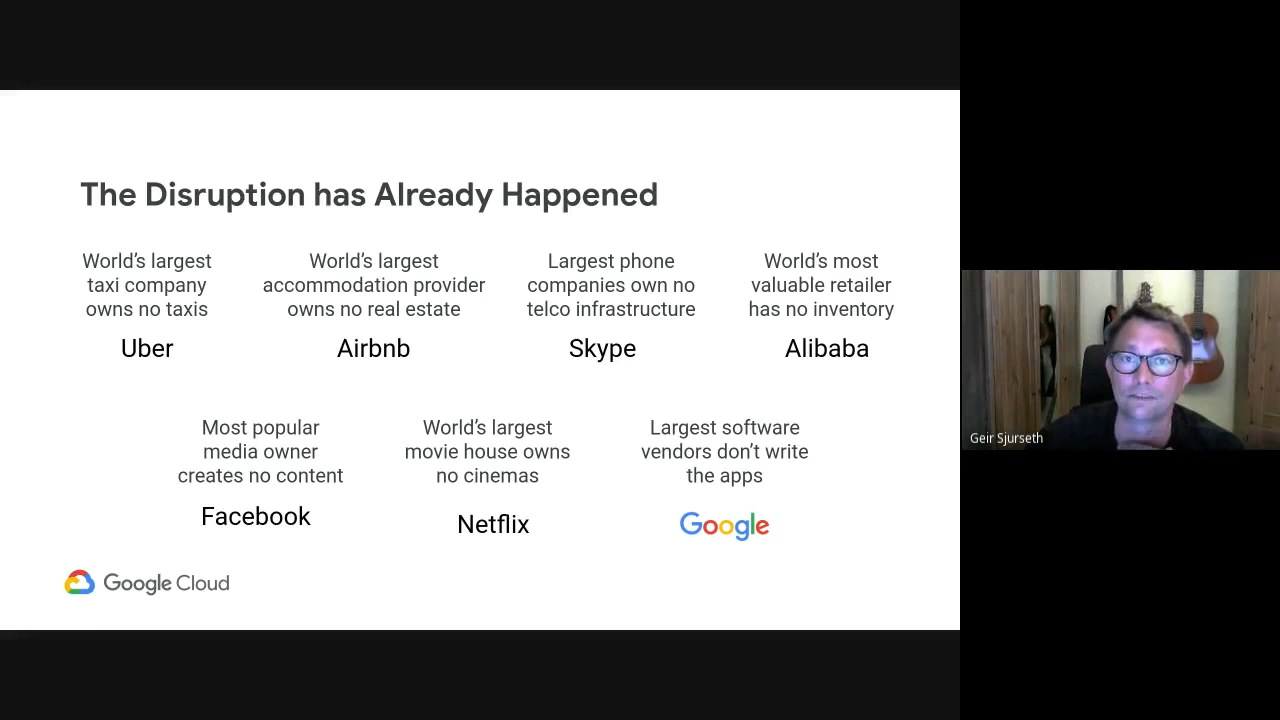 The Disruption has Already Happened
World's largest
taxi company
owns no taxis
Uber
World's largest
accommodation provider
owns no real estate
Airbnb
Largest phone
companies own no
telco infrastructure
Skype
World's most
valuable retailer
has no inventory
Alibaba
Most popular
media owner
creates no content
Facebook
World's largest
movie house owns
no cinemas
Netflix
Largest software
vendors don't write
the apps
Google
Google Cloud
Geir Sjurseth